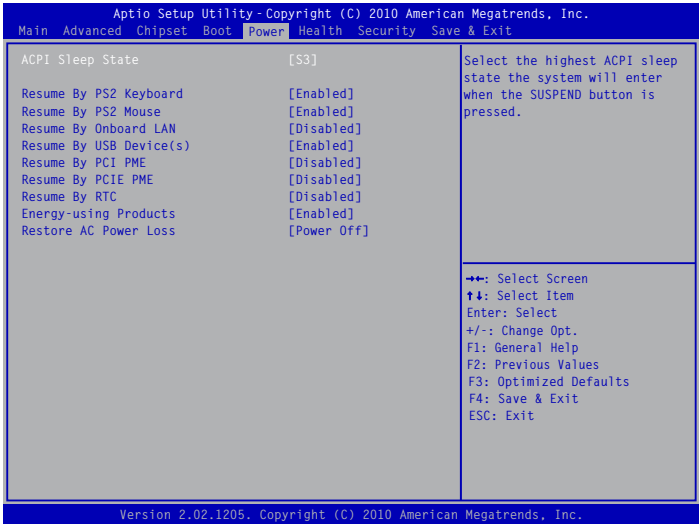 Aptio Setup Utility - Copyright (C) 2010 American Megatrends, Inc.
Main Advanced Chipset Boot Power Health Security Save & Exit
ACPI Sleep State [S3]
Resume By PS2 Keyboard [Enabled]
Resume By PS2 Mouse [Enabled]
Resume By Onboard LAN [Disabled]
Resume By USB Device(s) [Enabled]
Resume By PCI PME [Disabled]
Resume By PCIE PME [Disabled]
Resume By RTC [Disabled]
Energy-using Products [Enabled]
Restore AC Power Loss [Power Off]
Select the highest ACPI sleep
state the system will enter
when the SUSPEND button is
pressed.
→←: Select Screen
↑↓: Select Item
Enter: Select
+/-: Change Opt.
F1: General Help
F2: Previous Values
F3: Optimized Defaults
F4: Save & Exit
ESC: Exit
Version 2.02.1205. Copyright (C) 2010 American Megatrends, Inc.